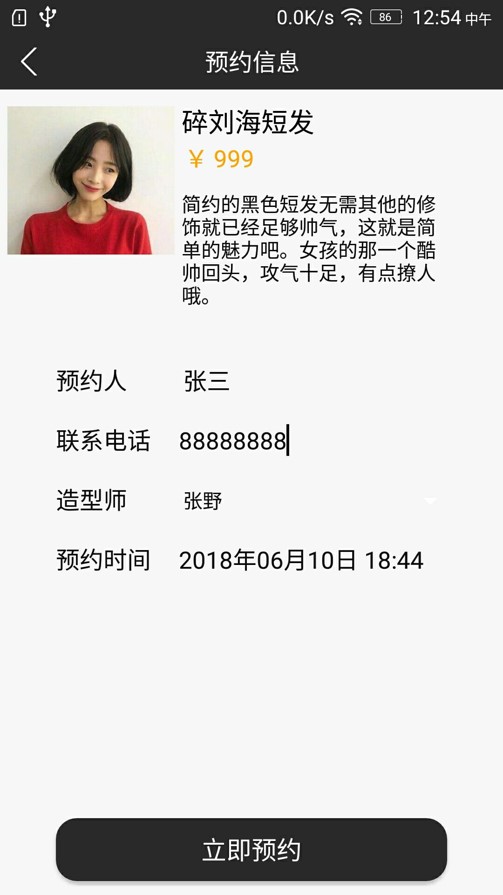 0.0K/s 86 12:54 中午
预约信息
碎刘海短发
￥ 999
简约的黑色短发无需其他的修
饰就已经足够帅气，这就是简
单的魅力吧。女孩的那一个酷
帅回头，攻气十足，有点撩人
哦。
预约人 张三
联系电话 88888888
造型师 张野
预约时间 2018年06月10日 18:44
立即预约